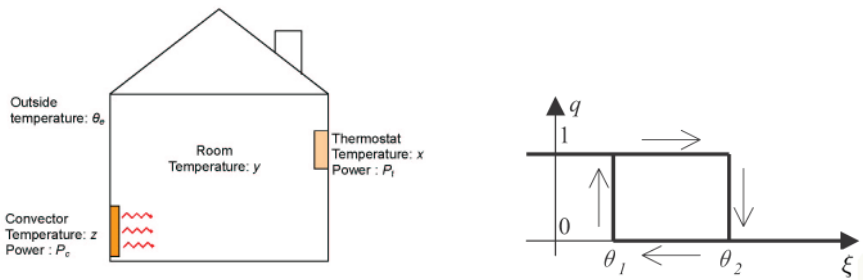 Outside
temperature: θe
Room
Temperature: y
Thermostat
Temperature: x
Power : Pt
Convector
Temperature: z
Power : Pc
q
1
0
θ1
θ2
ξ